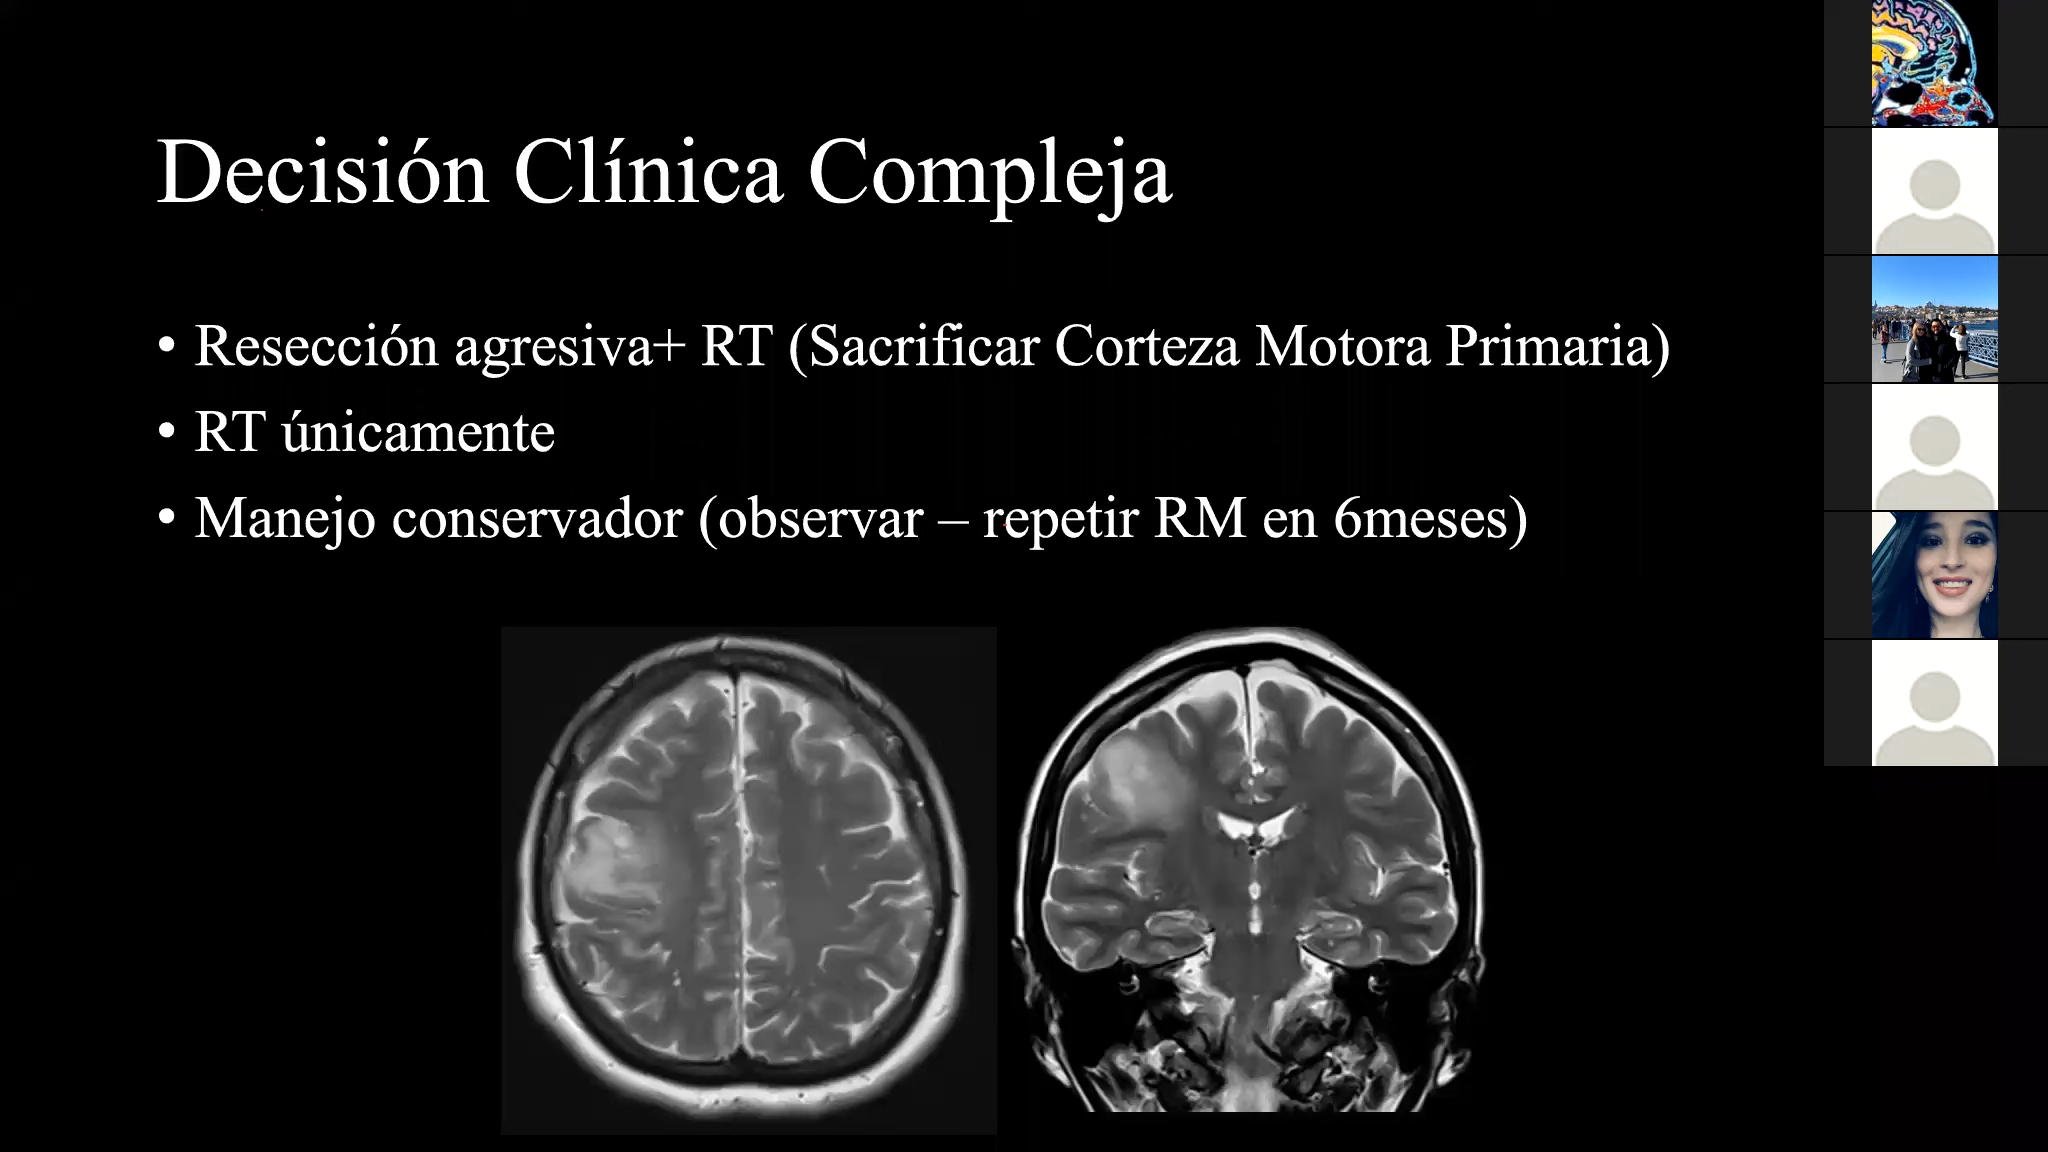 Decisión Clínica Compleja
• Resección agresiva+ RT (Sacrificar Corteza Motora Primaria)
• RT únicamente
• Manejo conservador (observar – repetir RM en 6meses)